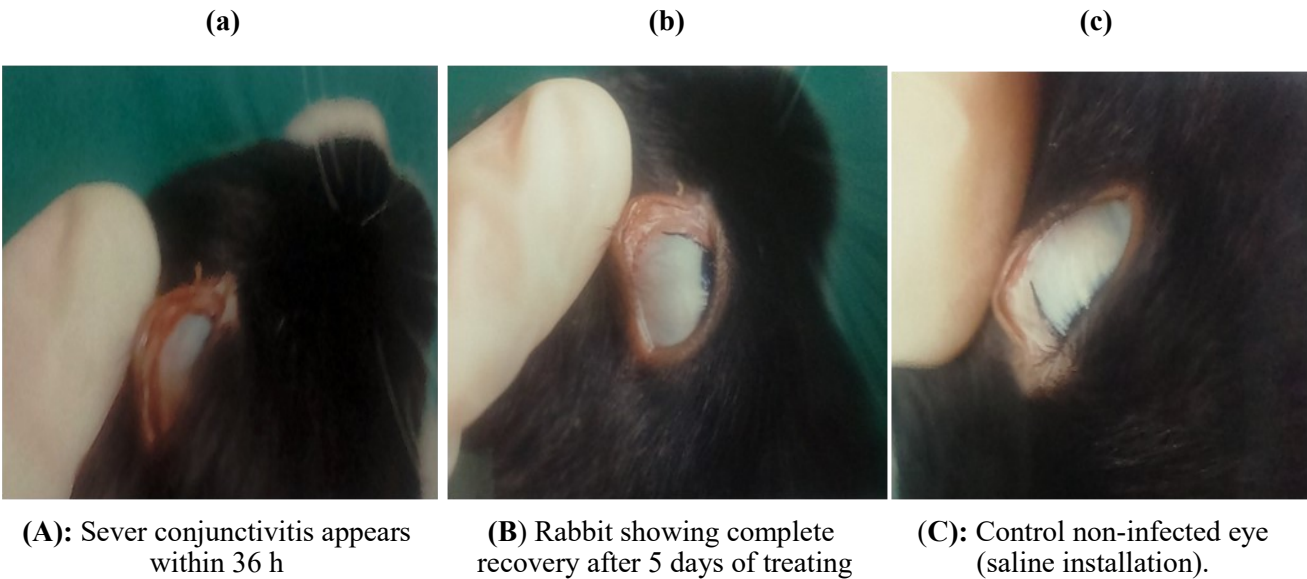 (a)
(b)
(c)
(A): Sever conjunctivitis appears
within 36 h
(B) Rabbit showing complete
recovery after 5 days of treating
(C): Control non-infected eye
(saline installation).